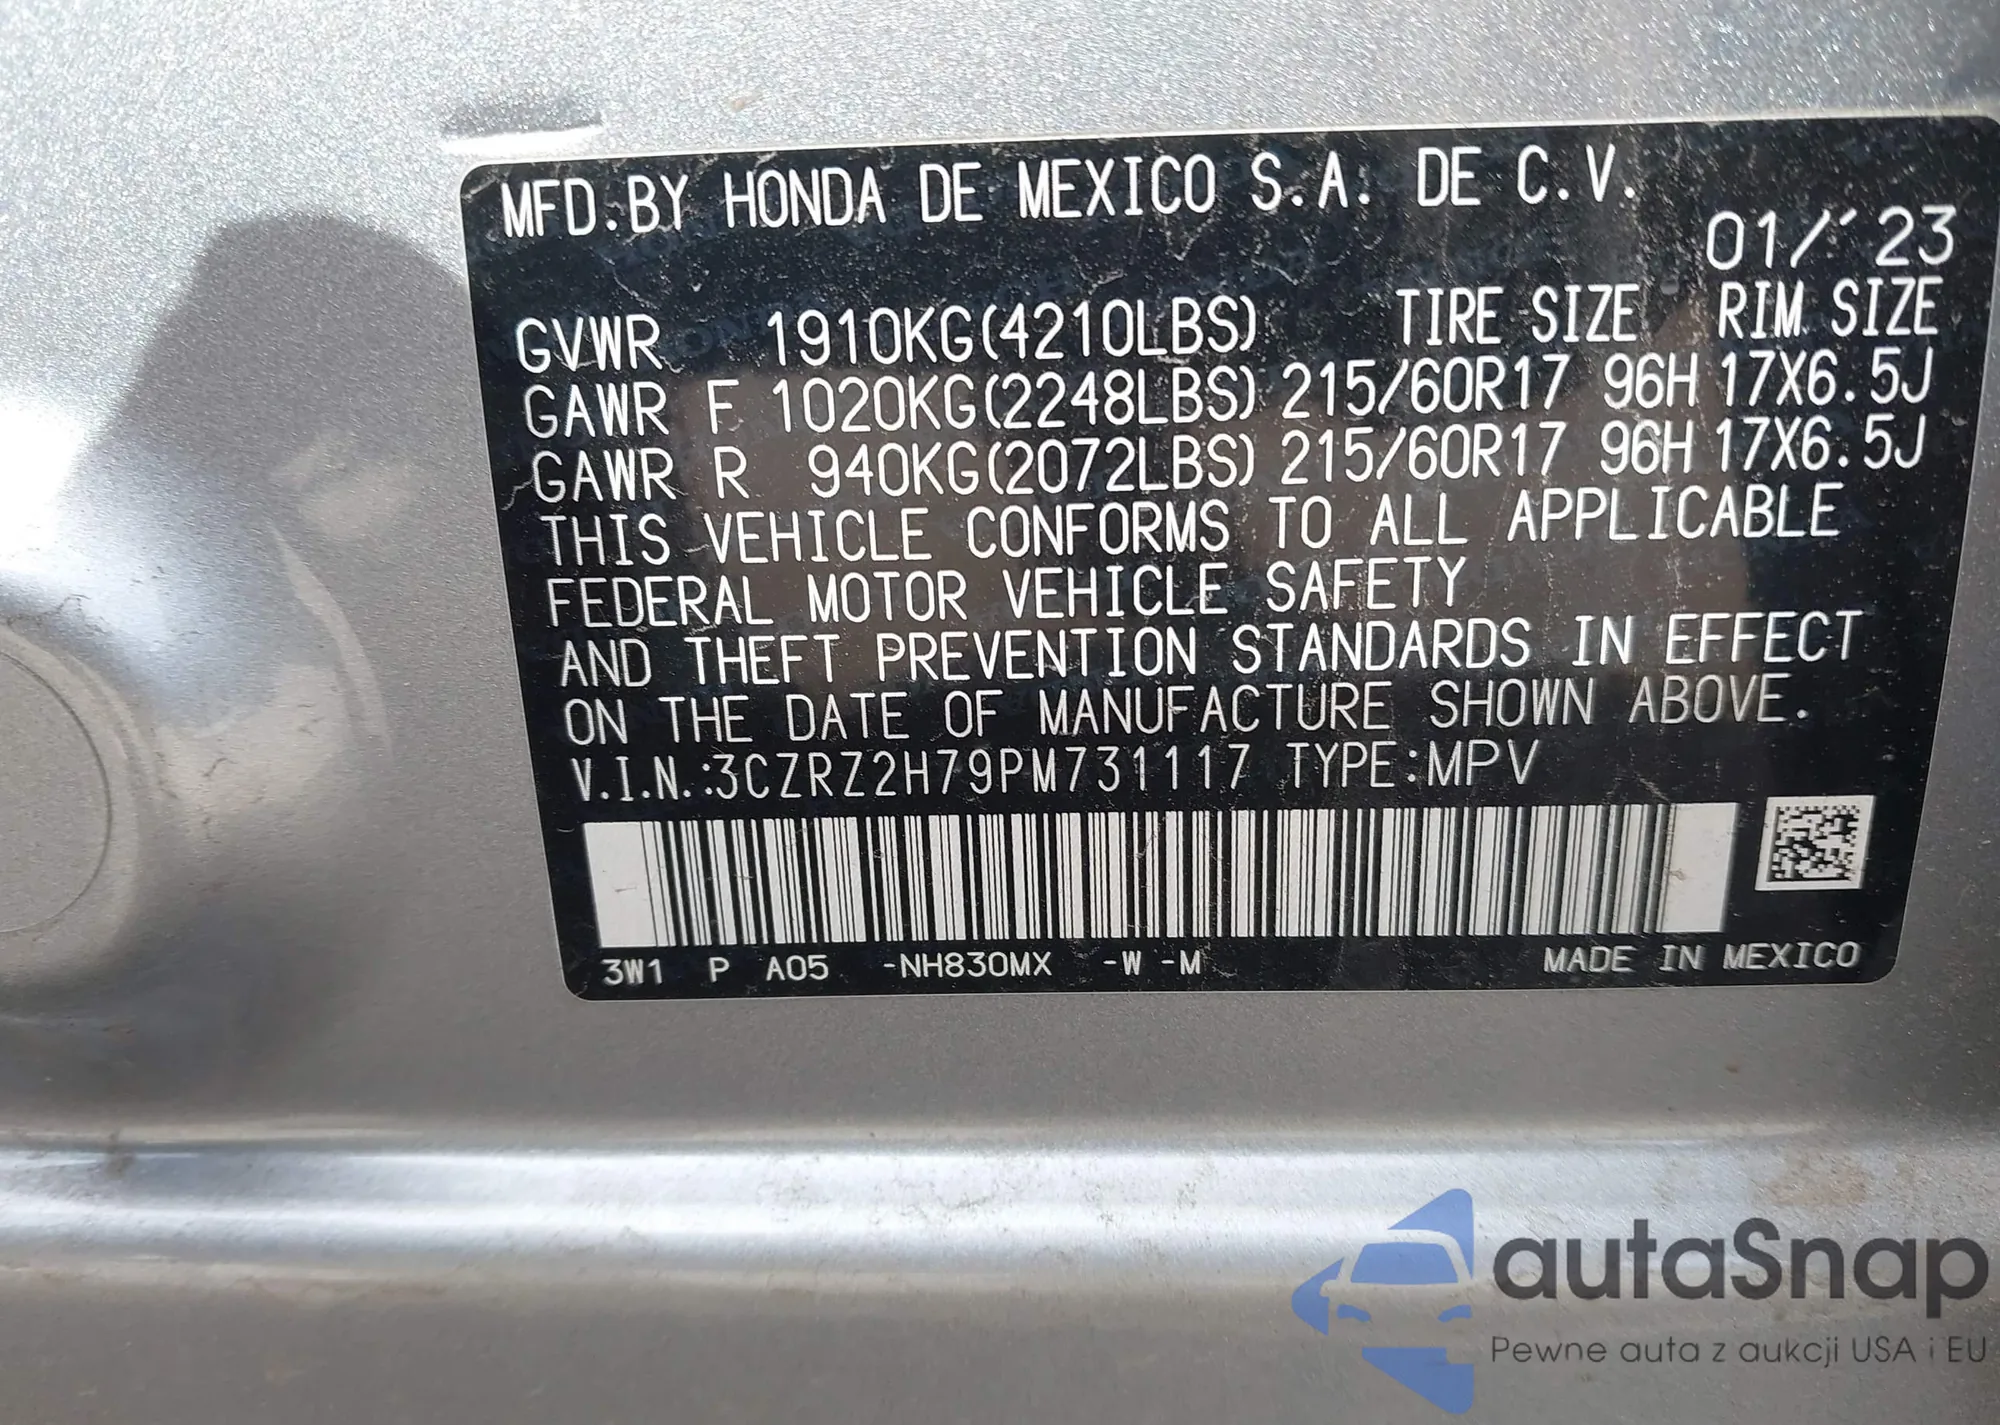 MFD.BY HONDA DE MEXICO S.A. DE C.V.
01/'23
GVWR 1910KG(4210LBS) TIRE SIZE RIM SIZE
GAWR F 1020KG(2248LBS) 215/60R17 96H 17X6.5J
GAWR R 940KG(2072LBS) 215/60R17 96H 17X6.5J
THIS VEHICLE CONFORMS TO ALL APPLICABLE
FEDERAL MOTOR VEHICLE SAFETY
AND THEFT PREVENTION STANDARDS IN EFFECT
ON THE DATE OF MANUFACTURE SHOWN ABOVE.
V.I.N.:3CZRZ2H79PM731117 TYPE:MPV
3W1 P A05 -NH830MX -W -M MADE IN MEXICO
autaSnap
Pewne auta z aukcji USA i EU